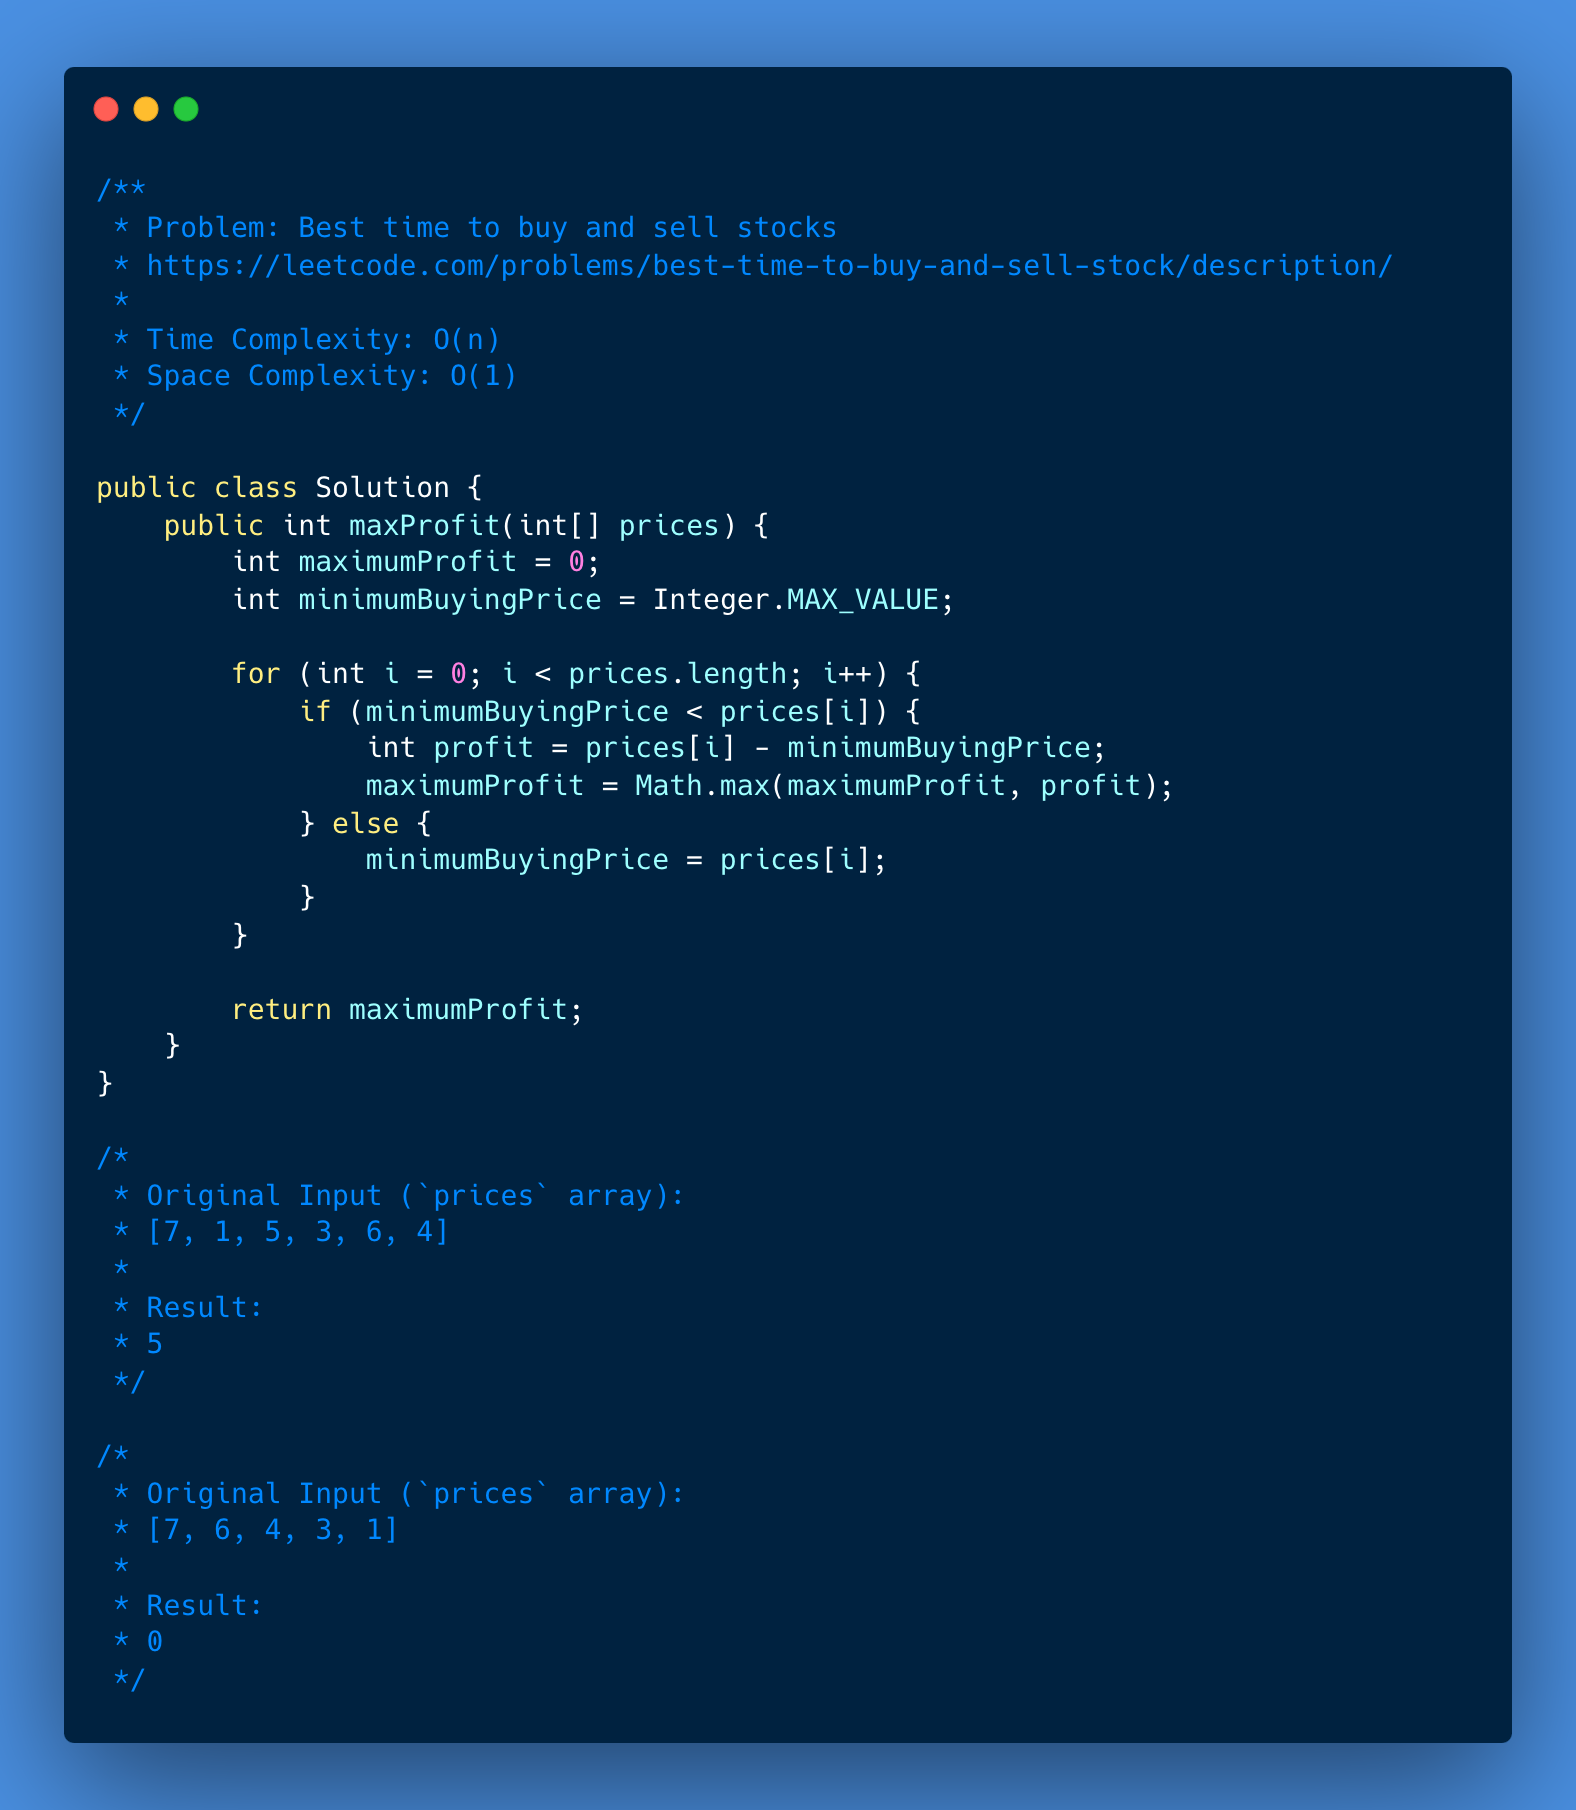 /**
 * Problem: Best time to buy and sell stocks
 * https://leetcode.com/problems/best-time-to-buy-and-sell-stock/description/
 *
 * Time Complexity: O(n)
 * Space Complexity: O(1)
 */

public class Solution {
    public int maxProfit(int[] prices) {
        int maximumProfit = 0;
        int minimumBuyingPrice = Integer.MAX_VALUE;

        for (int i = 0; i < prices.length; i++) {
            if (minimumBuyingPrice < prices[i]) {
                int profit = prices[i] - minimumBuyingPrice;
                maximumProfit = Math.max(maximumProfit, profit);
            } else {
                minimumBuyingPrice = prices[i];
            }
        }

        return maximumProfit;
    }
}

/*
 * Original Input (`prices` array):
 * [7, 1, 5, 3, 6, 4]
 *
 * Result:
 * 5
 */

/*
 * Original Input (`prices` array):
 * [7, 6, 4, 3, 1]
 *
 * Result:
 * 0
 */